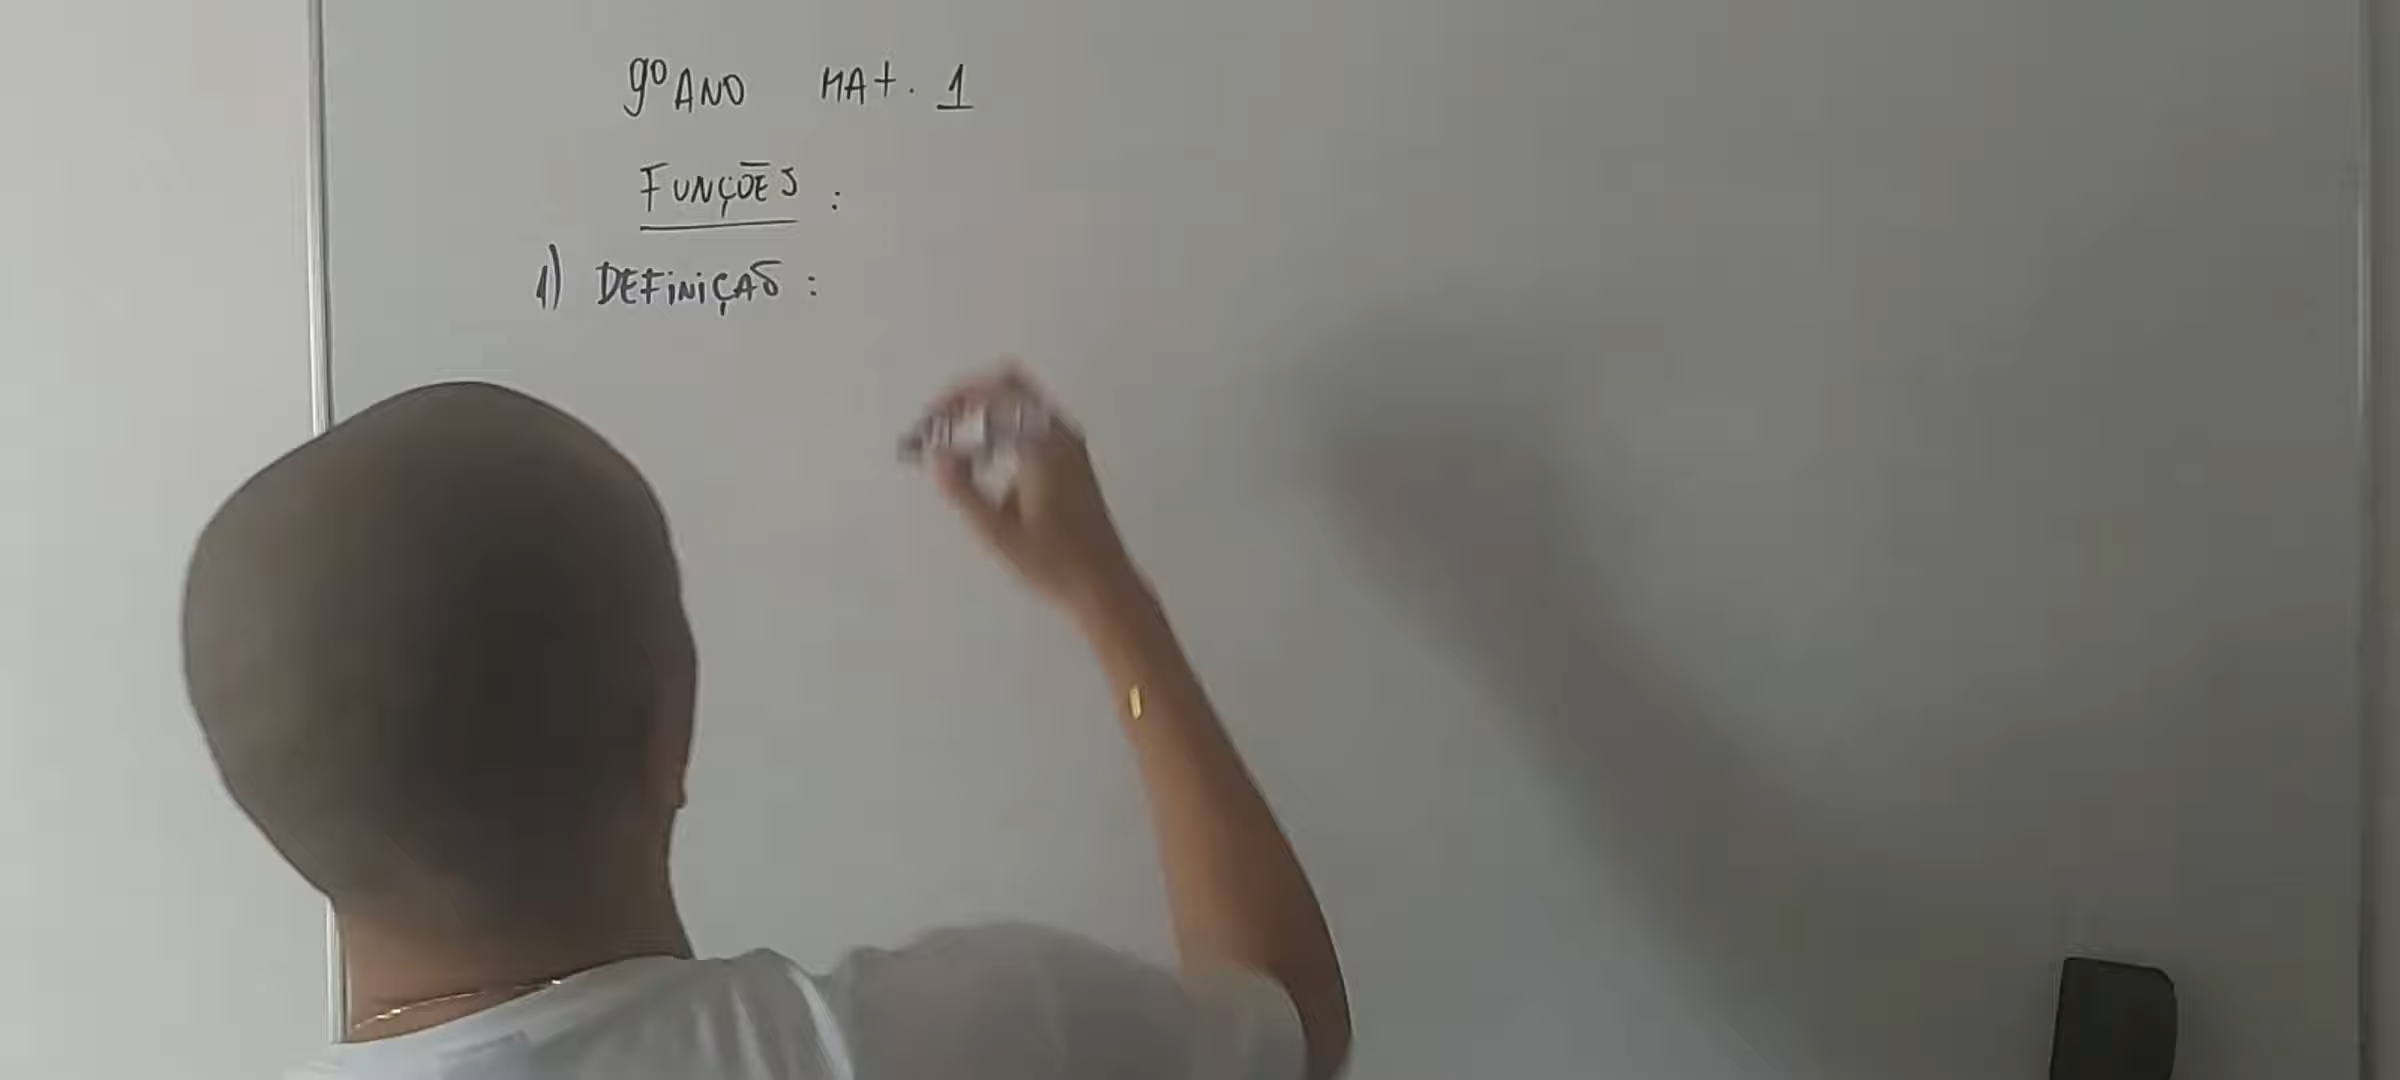 9º ANO MAT. 1
FUNÇÕES :
1) DEFINIÇÃO :